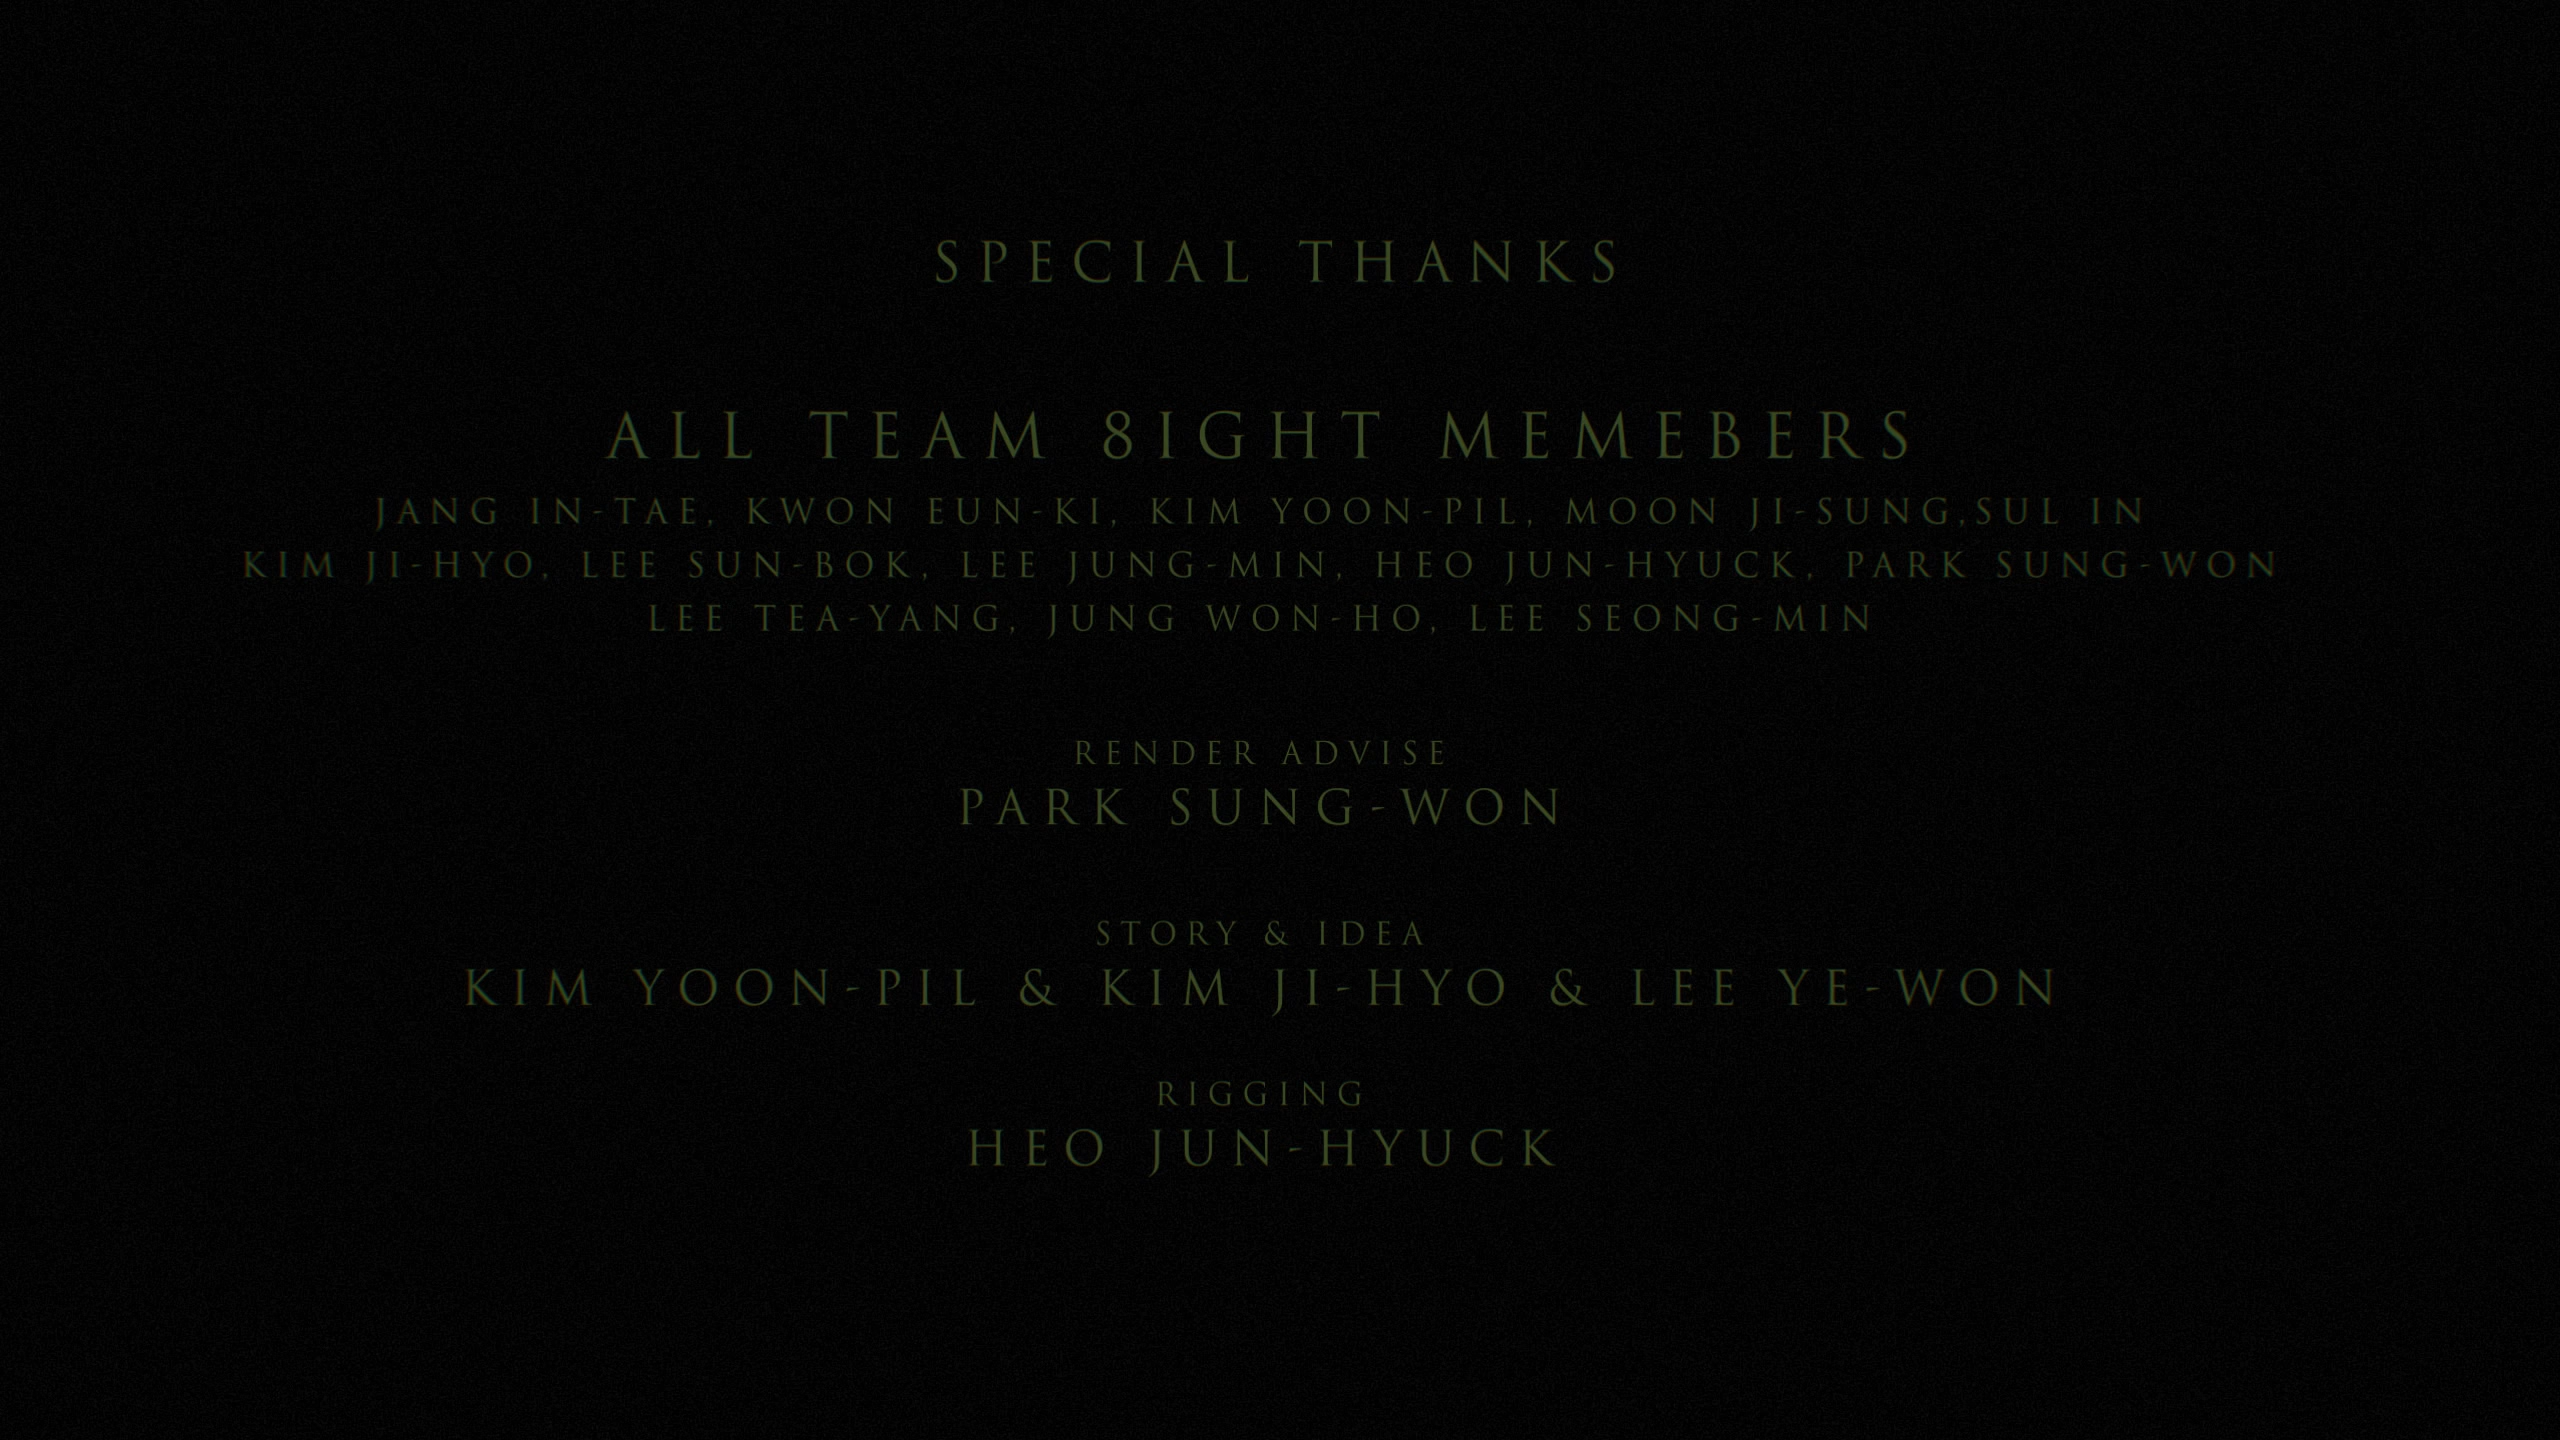 SPECIAL THANKS
ALL TEAM 8IGHT MEMEBERS
JANG IN-TAE, KWON EUN-KI, KIM YOON-PIL, MOON JI-SUNG,SUL IN
KIM JI-HYO, LEE SUN-BOK, LEE JUNG-MIN, HEO JUN-HYUCK, PARK SUNG-WON
LEE TEA-YANG, JUNG WON-HO, LEE SEONG-MIN
RENDER ADVISE
PARK SUNG-WON
STORY & IDEA
KIM YOON-PIL & KIM JI-HYO & LEE YE-WON
RIGGING
HEO JUN-HYUCK